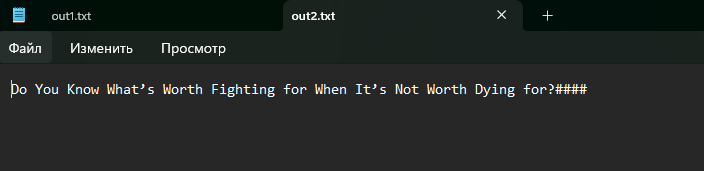 out1.txt out2.txt
Файл Изменить Просмотр
Do You Know What’s Worth Fighting for When It’s Not Worth Dying for?####